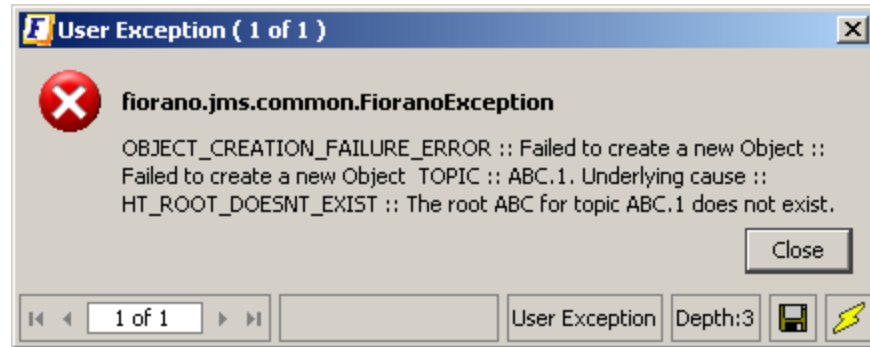 F User Exception ( 1 of 1 )
fiorano.jms.common.FioranoException
OBJECT_CREATION_FAILURE_ERROR :: Failed to create a new Object ::
Failed to create a new Object  TOPIC :: ABC.1. Underlying cause ::
HT_ROOT_DOESNT_EXIST :: The root ABC for topic ABC.1 does not exist.
Close
1 of 1 User Exception Depth:3